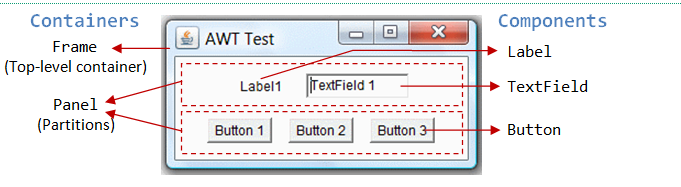 Containers
Components
Frame
(Top-level container)
AWT Test
Label
Panel
(Partitions)
Label1
TextField 1
TextField
Button 1
Button 2
Button 3
Button